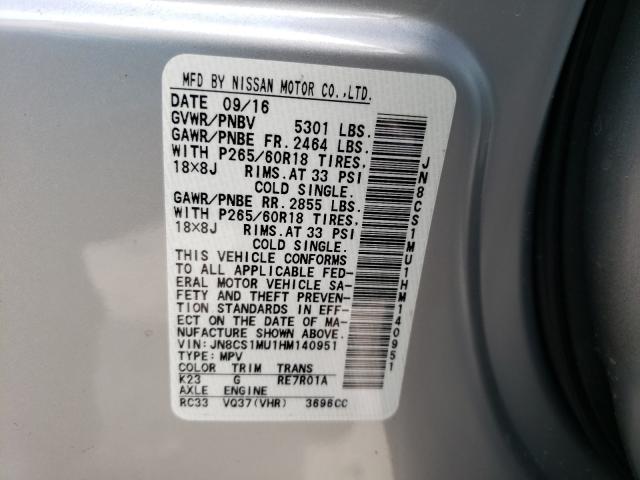 MFD BY NISSAN MOTOR CO.,LTD.
DATE 09/16
GVWR/PNBV 5301 LBS.
GAWR/PNBE FR. 2464 LBS.
WITH P265/60R18 TIRES.
18×8J RIMS. AT 33 PSI
COLD SINGLE.
GAWR/PNBE RR. 2855 LBS.
WITH P265/60R18 TIRES.
18×8J RIMS. AT 33 PSI
COLD SINGLE.
THIS VEHICLE CONFORMS
TO ALL APPLICABLE FED-
ERAL MOTOR VEHICLE SA-
FETY AND THEFT PREVEN-
TION STANDARDS IN EFF-
ECT ON THE DATE OF MA-
NUFACTURE SHOWN ABOVE.
VIN: JN8CS1MU1HM140951
TYPE: MPV
COLOR TRIM TRANS
K23 G RE7R01A
AXLE ENGINE
RC33 VQ37(VHR) 3696CC
JN8CS1MU1HM140951